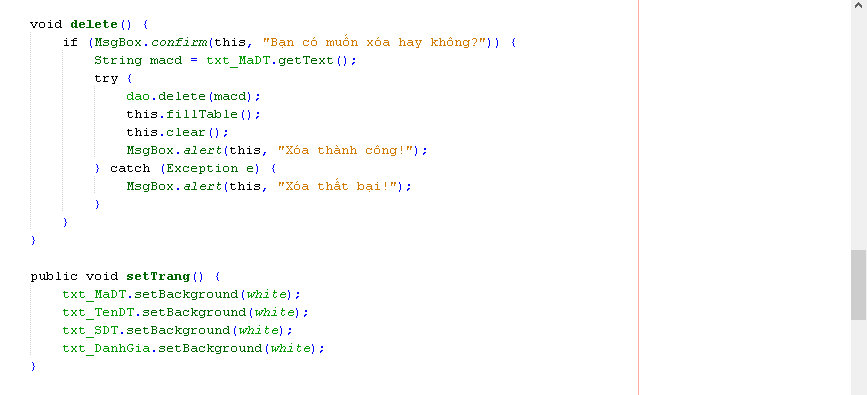 void delete() {
if (MsgBox.confirm(this, "Bạn có muốn xóa hay không?")) {
String macd = txt_MaDT.getText();
try {
dao.delete(macd);
this.fillTable();
this.clear();
MsgBox.alert(this, "Xóa thành công!");
} catch (Exception e) {
MsgBox.alert(this, "Xóa thất bại!");
}
}
}
public void setTrang() {
txt_MaDT.setBackground(white);
txt_TenDT.setBackground(white);
txt_SDT.setBackground(white);
txt_DanhGia.setBackground(white);
}